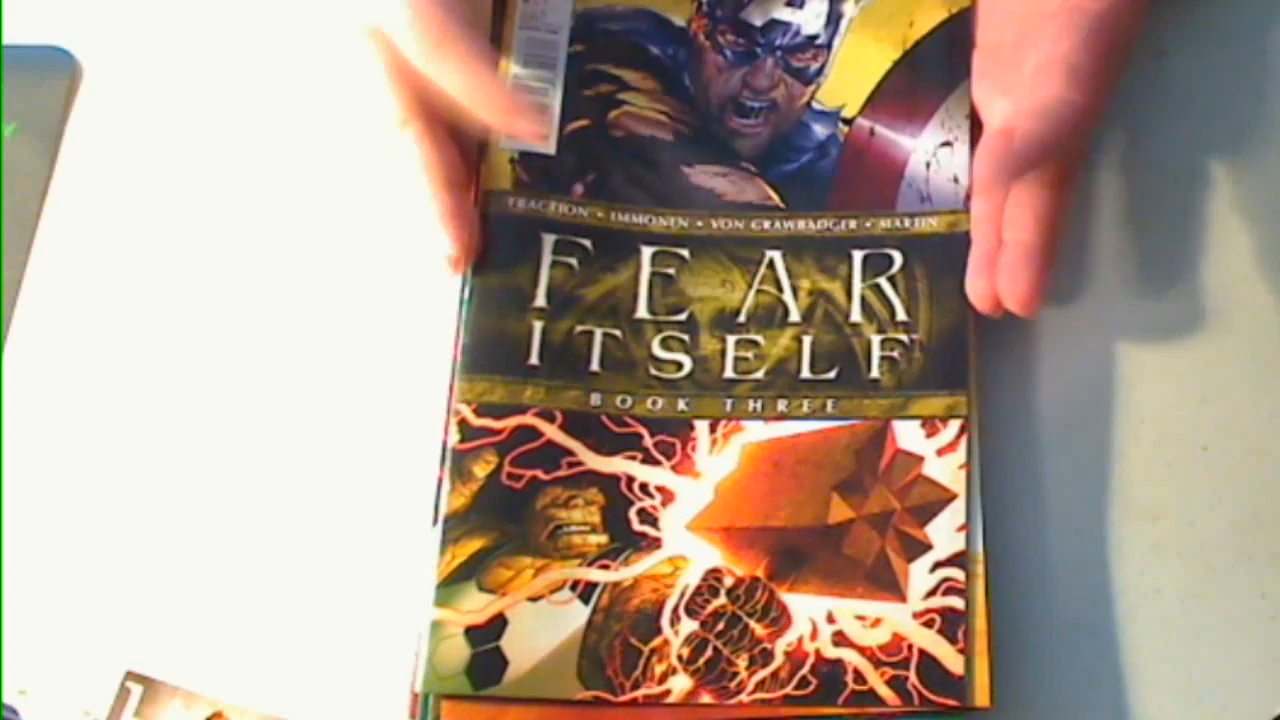 A
FRACTION • IMMONEN • VON GRAWBADGER • MARTIN
FEAR
ITSELF
BOOK THREE